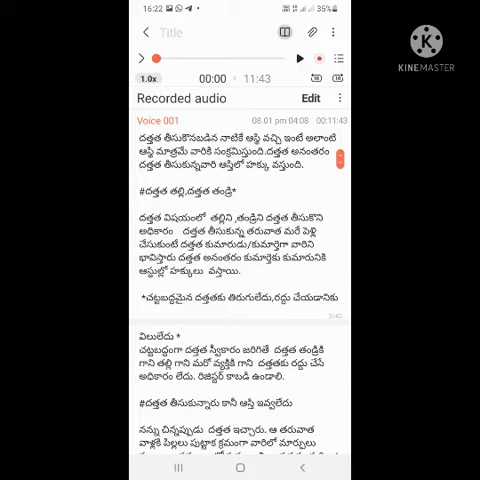 16:22
35%
Title
1.0x
00:00 | 11:43
Recorded audio Edit
Voice 001 08.01 pm 04:08 00:11:43
దత్తత తీసుకొనబడిన నాటికే ఆస్థి వచ్చి ఇంటే అలాంటి
ఆస్థి మాత్రమే వారికి సంక్రమిస్తుంది.దత్తత అనంతరం
దత్తత తీసుకున్నవారి ఆస్తిలో హక్కు వస్తుంది.
#దత్తత తల్లి,దత్తత తండ్రి*
దత్తత విషయంలో తల్లిని ,తండ్రిని దత్తత తీసుకొని
అధికారం దత్తత తీసుకున్న తరువాత మరే పెళ్లి
చేసుకుంటే దత్తత కుమారుడు/కుమార్తెగా వారిని
భావిస్తారు దత్తత అనంతరం కుమార్తెకు కుమారునికి
ఆస్థుల్లో హక్కులు వస్తాయి.
*చట్టబద్దమైన దత్తతకు తిరుగులేదు,రద్దు చేయడానికు
5/41
విలులేదు *
చట్టబద్ధంగా దత్తత స్వీకారం జరిగితే దత్తత తండ్రికి
గాని తల్లి గాని మరో వ్యక్తికి గాని దత్తతకు రద్దు చేసే
అధికారం లేదు. రిజిస్టర్ కాబడి ఉండాలి.
#దత్తత తీసుకున్నారు కానీ ఆస్తి ఇవ్వలేదు
నన్ను చిన్నప్పుడు దత్తత ఇచ్చారు. ఆ తరువాత
వాళ్లకి పిల్లలు పుట్టాక క్రమంగా వారిలో మార్పులు
KINEMASTER